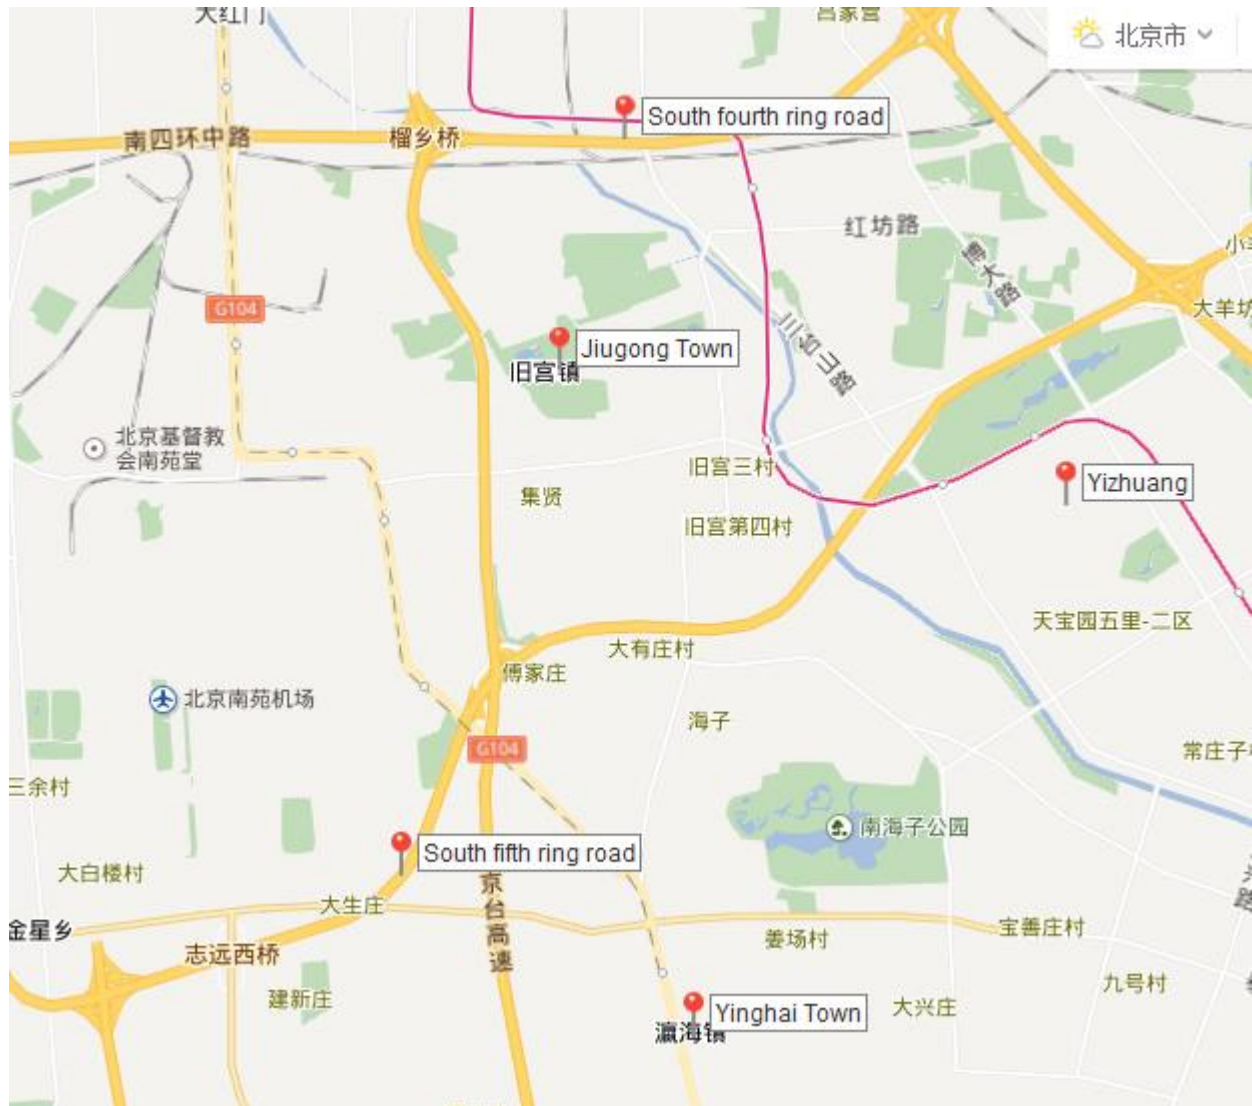 大红门
吕家营
北京市
South fourth ring road
南四环中路
榴乡桥
红坊路
博大路
G104
大羊坊
三台山路
Jiugong Town
旧宫镇
北京基督教
会南苑堂
旧宫三村
Yizhuang
集贤
旧宫第四村
天宝园五里-二区
大有庄村
傅家庄
北京南苑机场
海子
G104
常庄子
三余村
南海子公园
South fifth ring road
大白楼村
京台高速
大生庄
金星乡
宝善庄村
姜场村
志远西桥
九号村
建新庄
大兴庄
Yinghai Town
瀛海镇